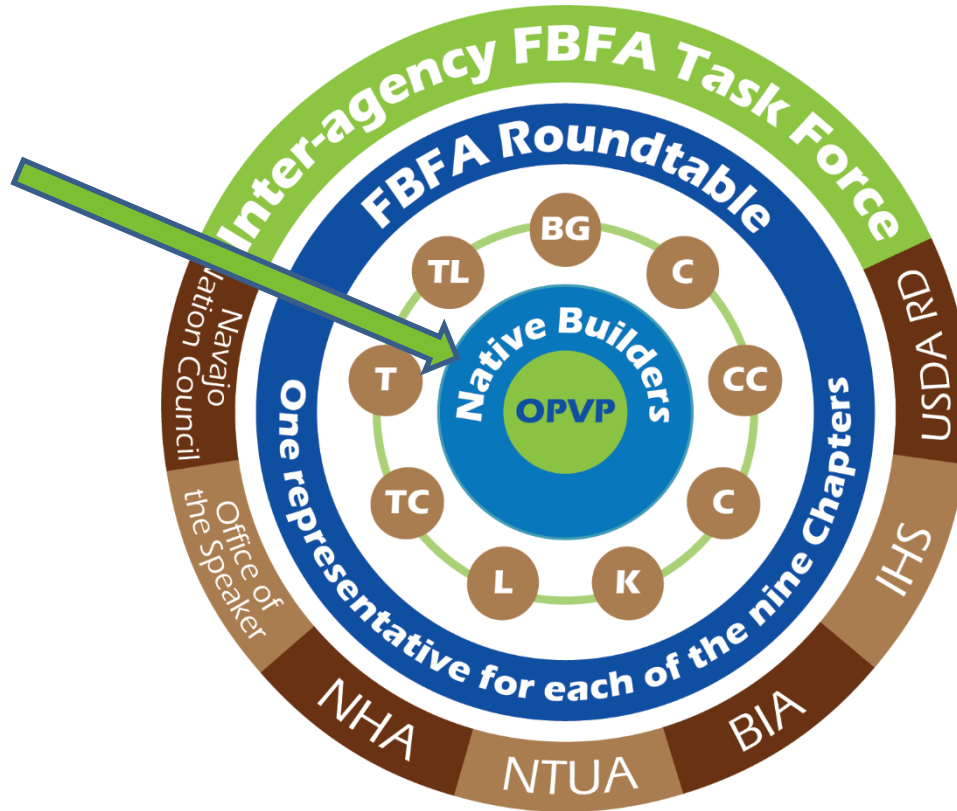 Inter-agency FBFA Task Force
FBFA Roundtable
BG
C
CC
C
K
L
TC
T
TL
Native Builders
OPVP
One representative for each of the nine Chapters
USDA RD
IHS
BIA
NTUA
NHA
Office of
the Speaker
Navajo
Nation Council